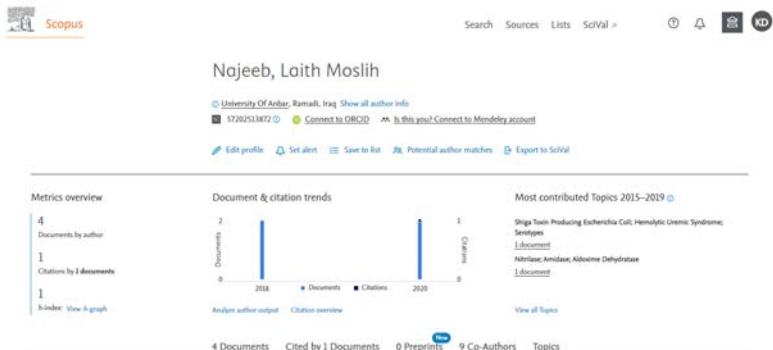 Scopus
Search Sources Lists SciVal ↗
KD
Najeeb, Laith Moslih
University Of Anbar, Ramadi, Iraq Show all author info
57202513872 Connect to ORCID Is this you? Connect to Mendeley account
Edit profile Set alert Save to list Potential author matches Export to SciVal
Metrics overview
4
Documents by author
1
Citations by 1 documents
1
h-index: View h-graph
Document & citation trends
2
1
Documents
Citations
0
0
2018
Documents Citations
2020
Analyze author output Citation overview
Most contributed Topics 2015–2019
Shiga Toxin Producing Escherichia Coli; Hemolytic Uremic Syndrome;
Serotypes
1 document
Nitrilase; Amidase; Aldoxime Dehydratase
1 document
View all Topics
New
4 Documents Cited by 1 Documents 0 Preprints 9 Co-Authors Topics